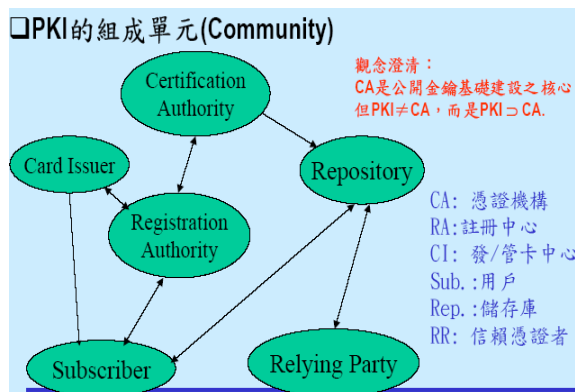 ❑PKI的組成單元(Community)
觀念澄清：
CA是公開金鑰基礎建設之核心
但PKI≠CA，而是PKI⊃CA.
Certification
Authority
Card Issuer
Repository
Registration
Authority
Subscriber
Relying Party
CA: 憑證機構
RA:註冊中心
CI: 發/管卡中心
Sub.:用戶
Rep.:儲存庫
RR: 信賴憑證者